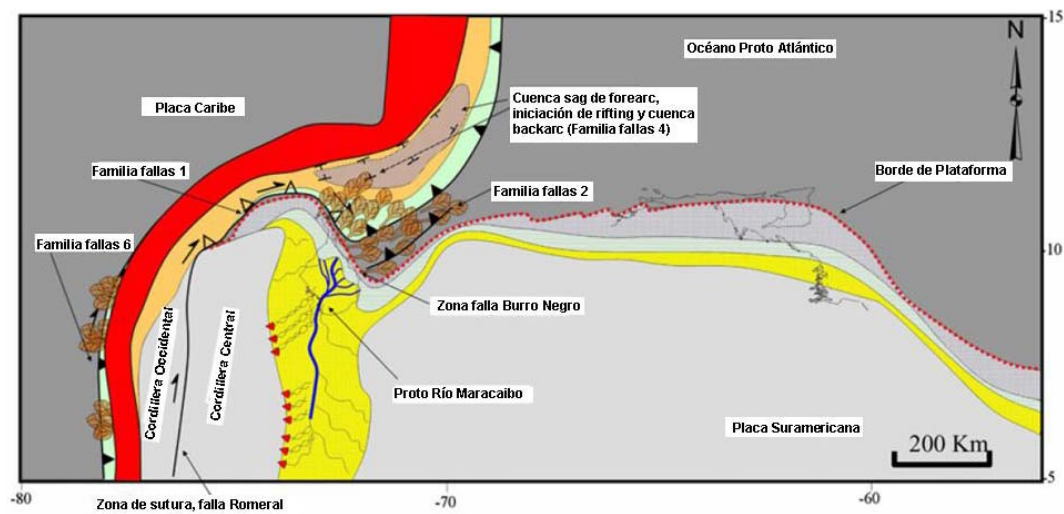 15
Océano Proto Atlántico
N
Placa Caribe
Cuenca sag de forearc,
iniciación de rifting y cuenca
backarc (Familia fallas 4)
Familia fallas 1
Borde de Plataforma
Familia fallas 2
Familia fallas 6
10
Zona falla Burro Negro
Cordillera Occidental
Cordillera Central
Proto Río Maracaibo
Placa Suramericana
200 Km
5
-80
Zona de sutura, falla Romeral
-70
-60